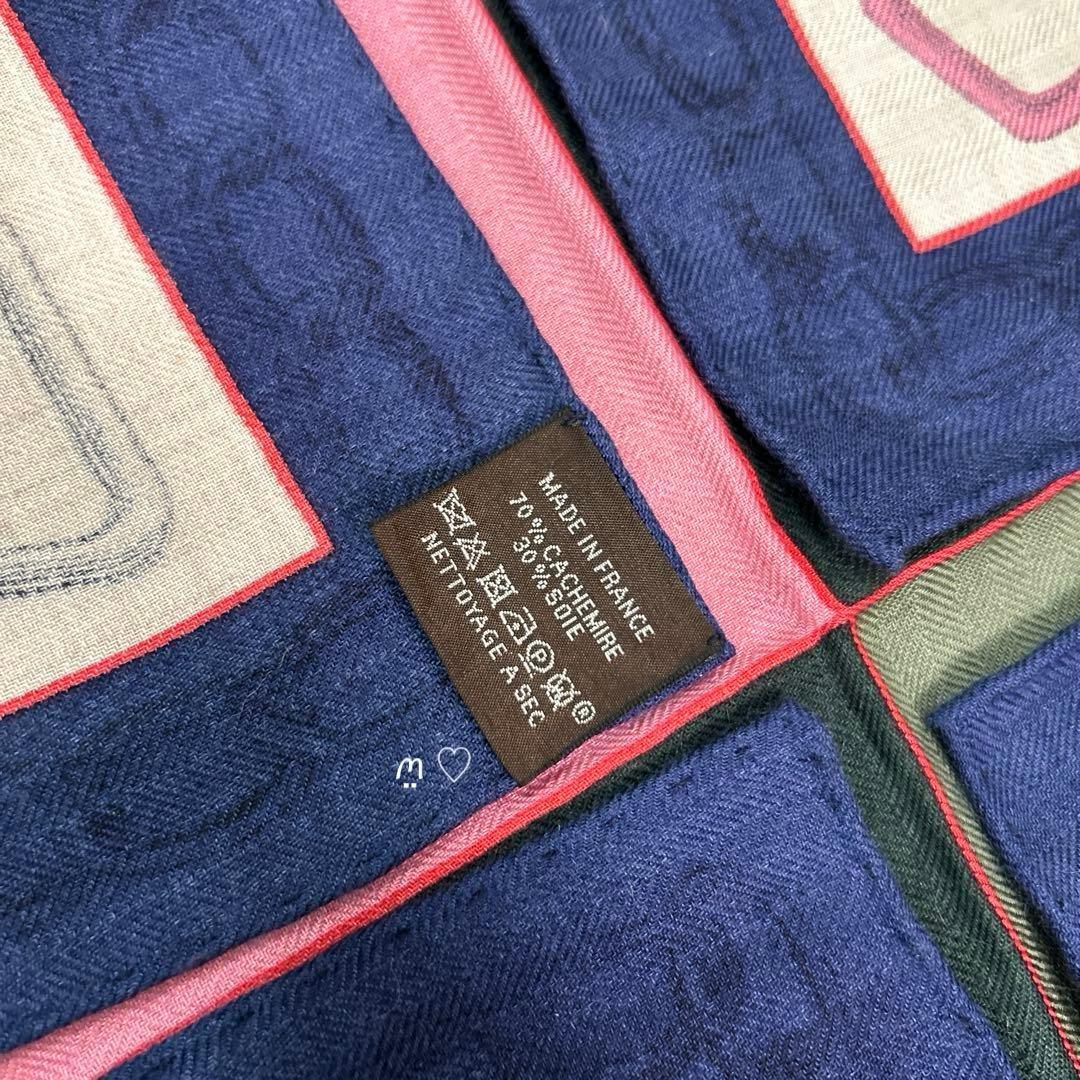 MADE IN FRANCE
70% CACHEMIRE
30% SOIE
P ®
NETTOYAGE A SEC